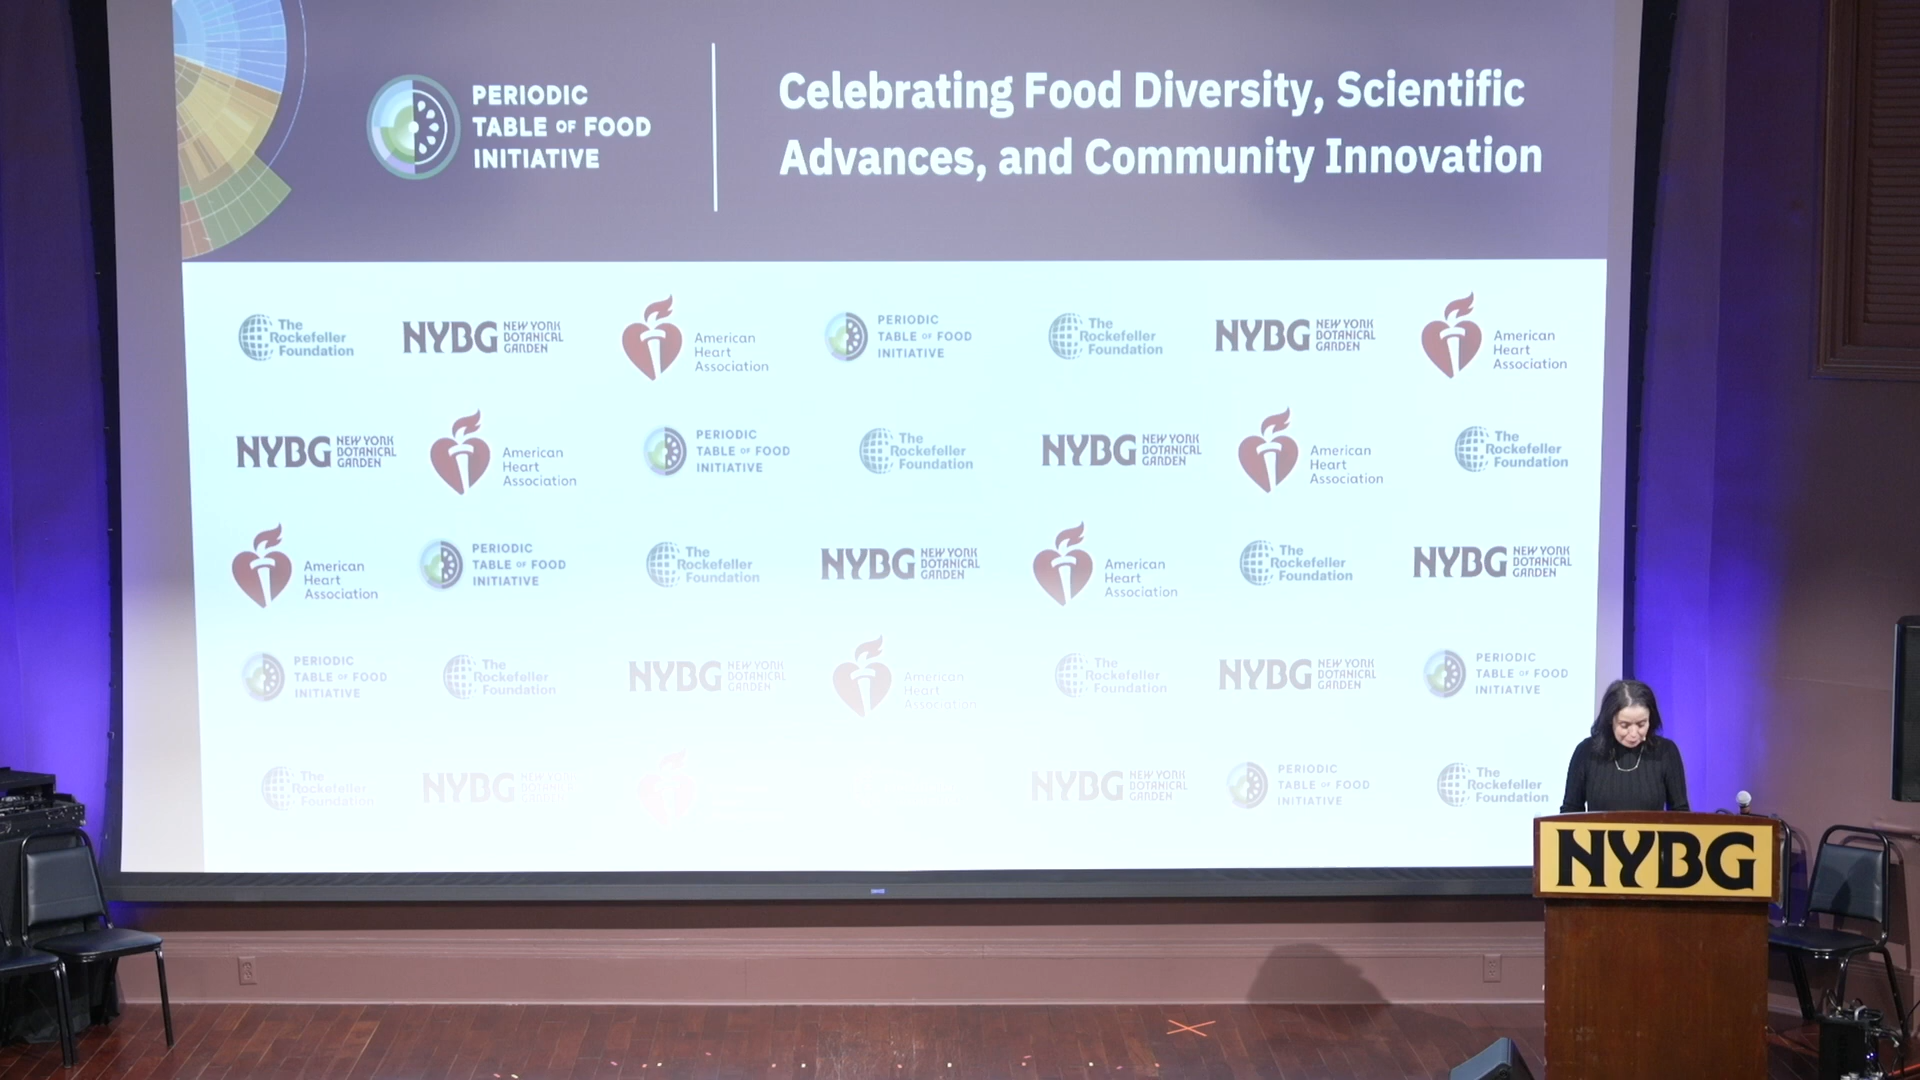 PERIODIC
TABLE OF FOOD
INITIATIVE
Celebrating Food Diversity, Scientific
Advances, and Community Innovation
The
Rockefeller
Foundation
NYBG NEW YORK
BOTANICAL
GARDEN
American
Heart
Association
PERIODIC
TABLE OF FOOD
INITIATIVE
The
Rockefeller
Foundation
NYBG NEW YORK
BOTANICAL
GARDEN
American
Heart
Association
NYBG NEW YORK
BOTANICAL
GARDEN
American
Heart
Association
PERIODIC
TABLE OF FOOD
INITIATIVE
The
Rockefeller
Foundation
NYBG NEW YORK
BOTANICAL
GARDEN
American
Heart
Association
The
Rockefeller
Foundation
American
Heart
Association
PERIODIC
TABLE OF FOOD
INITIATIVE
The
Rockefeller
Foundation
NYBG NEW YORK
BOTANICAL
GARDEN
American
Heart
Association
The
Rockefeller
Foundation
NYBG NEW YORK
BOTANICAL
GARDEN
PERIODIC
TABLE OF FOOD
INITIATIVE
The
Rockefeller
Foundation
NYBG NEW YORK
BOTANICAL
GARDEN
American
Heart
Association
The
Rockefeller
Foundation
NYBG NEW YORK
BOTANICAL
GARDEN
PERIODIC
TABLE OF FOOD
INITIATIVE
The
Rockefeller
Foundation
NYBG NEW YORK
BOTANICAL
GARDEN
NYBG NEW YORK
BOTANICAL
GARDEN
PERIODIC
TABLE OF FOOD
INITIATIVE
The
Rockefeller
Foundation
NYBG